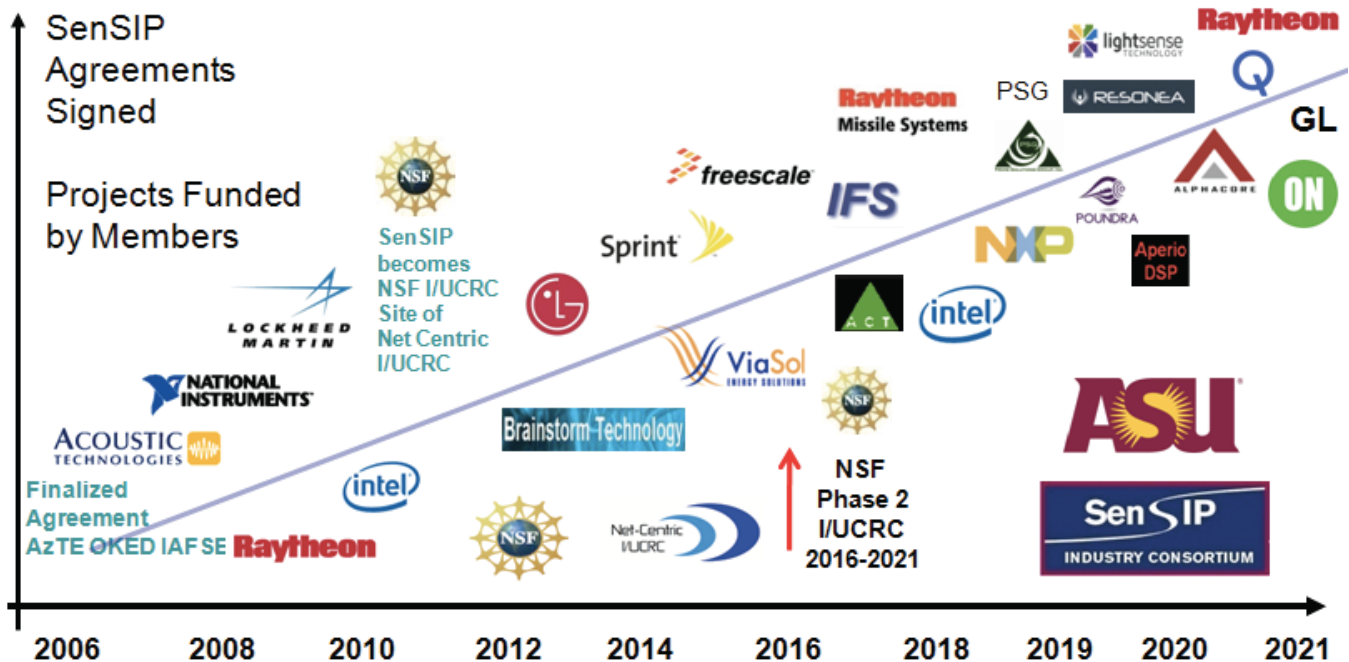 SenSIP
Agreements
Signed
Projects Funded
by Members
lightsense
TECHNOLOGY
Raytheon
Q
Raytheon
Missile Systems
PSG
RESONEA
GL
PSG
ALPHACORE
ON
NSF
freescale
IFS
POUNDRA
SenSIP
becomes
NSF I/UCRC
Site of
Net Centric
I/UCRC
Sprint
NXP
Aperio
DSP
LOCKHEED
MARTIN
LG
ACT
intel
ViaSol
ENERGY SOLUTIONS
NATIONAL
INSTRUMENTS
NSF
ASU
Brainstorm Technology
ACOUSTIC
TECHNOLOGIES
intel
NSF
Phase 2
I/UCRC
2016-2021
Finalized
Agreement
AzTE OKED IAFSE
Raytheon
NSF
Net-Centric
I/UCRC
SenSIP
INDUSTRY CONSORTIUM
2006 2008 2010 2012 2014 2016 2018 2019 2020 2021